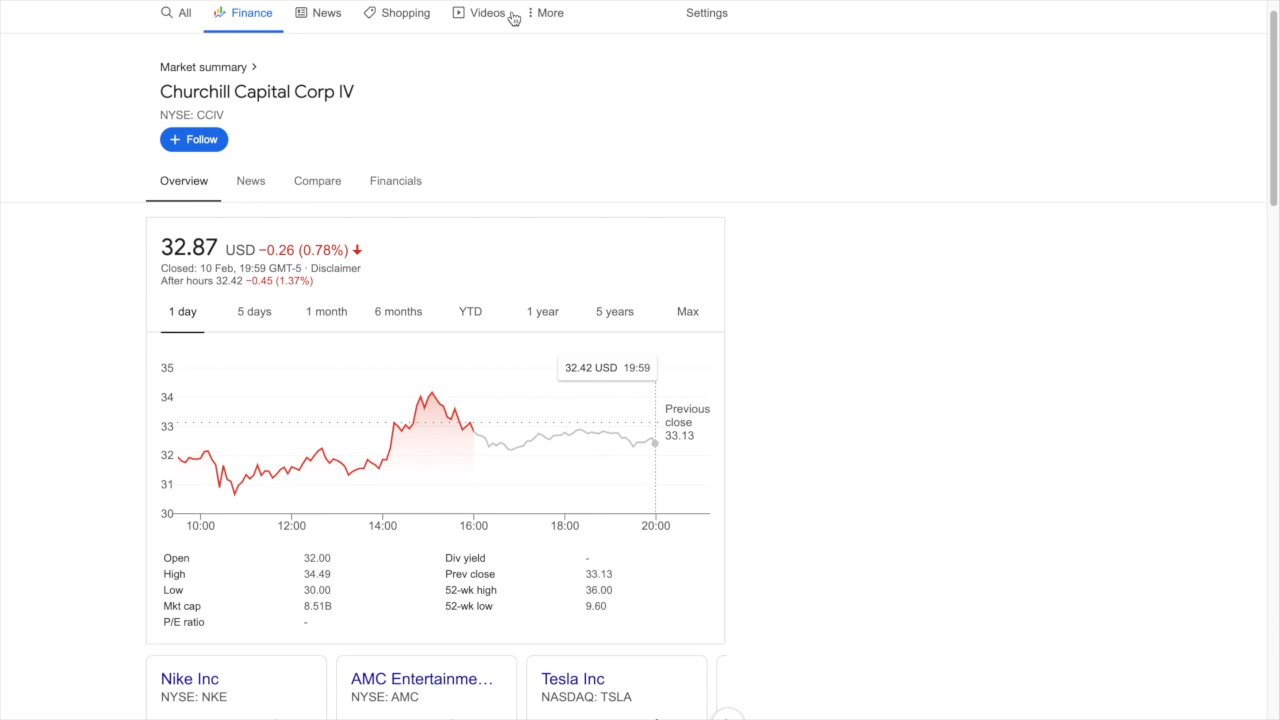 All Finance News Shopping Videos More Settings
Market summary
Churchill Capital Corp IV
NYSE: CCIV
+ Follow
Overview News Compare Financials
32.87 USD −0.26 (0.78%)
Closed: 10 Feb, 19:59 GMT-5 · Disclaimer
After hours 32.42 −0.45 (1.37%)
1 day 5 days 1 month 6 months YTD 1 year 5 years Max
32.42 USD 19:59
35
34
33
32
31
30
Previous
close
33.13
10:00 12:00 14:00 16:00 18:00 20:00
Open 32.00 Div yield -
High 34.49 Prev close 33.13
Low 30.00 52-wk high 36.00
Mkt cap 8.51B 52-wk low 9.60
P/E ratio -
Nike Inc AMC Entertainme… Tesla Inc
NYSE: NKE NYSE: AMC NASDAQ: TSLA